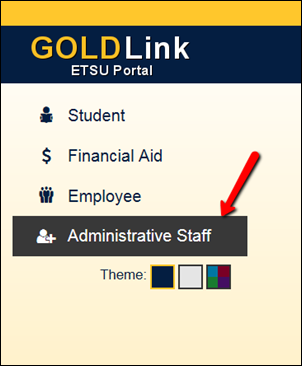 GOLDLink
ETSU Portal
Student
Financial Aid
Employee
Administrative Staff
Theme: